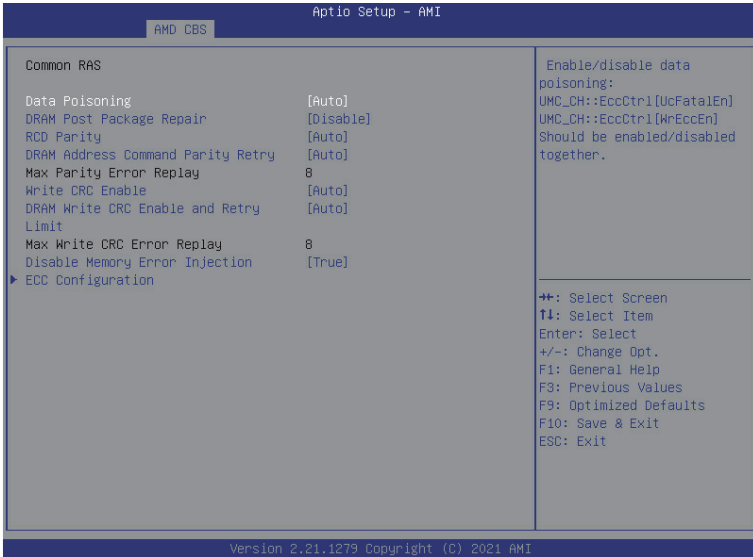 Aptio Setup – AMI
AMD CBS
Common RAS
Data Poisoning [Auto]
DRAM Post Package Repair [Disable]
RCD Parity [Auto]
DRAM Address Command Parity Retry [Auto]
Max Parity Error Replay 8
Write CRC Enable [Auto]
DRAM Write CRC Enable and Retry [Auto]
Limit
Max Write CRC Error Replay 8
Disable Memory Error Injection [True]
ECC Configuration
Enable/disable data
poisoning:
UMC_CH::EccCtrl[UcFatalEn]
UMC_CH::EccCtrl[WrEccEn]
Should be enabled/disabled
together.
→←: Select Screen
↑↓: Select Item
Enter: Select
+/-: Change Opt.
F1: General Help
F3: Previous Values
F9: Optimized Defaults
F10: Save & Exit
ESC: Exit
Version 2.21.1279 Copyright (C) 2021 AMI